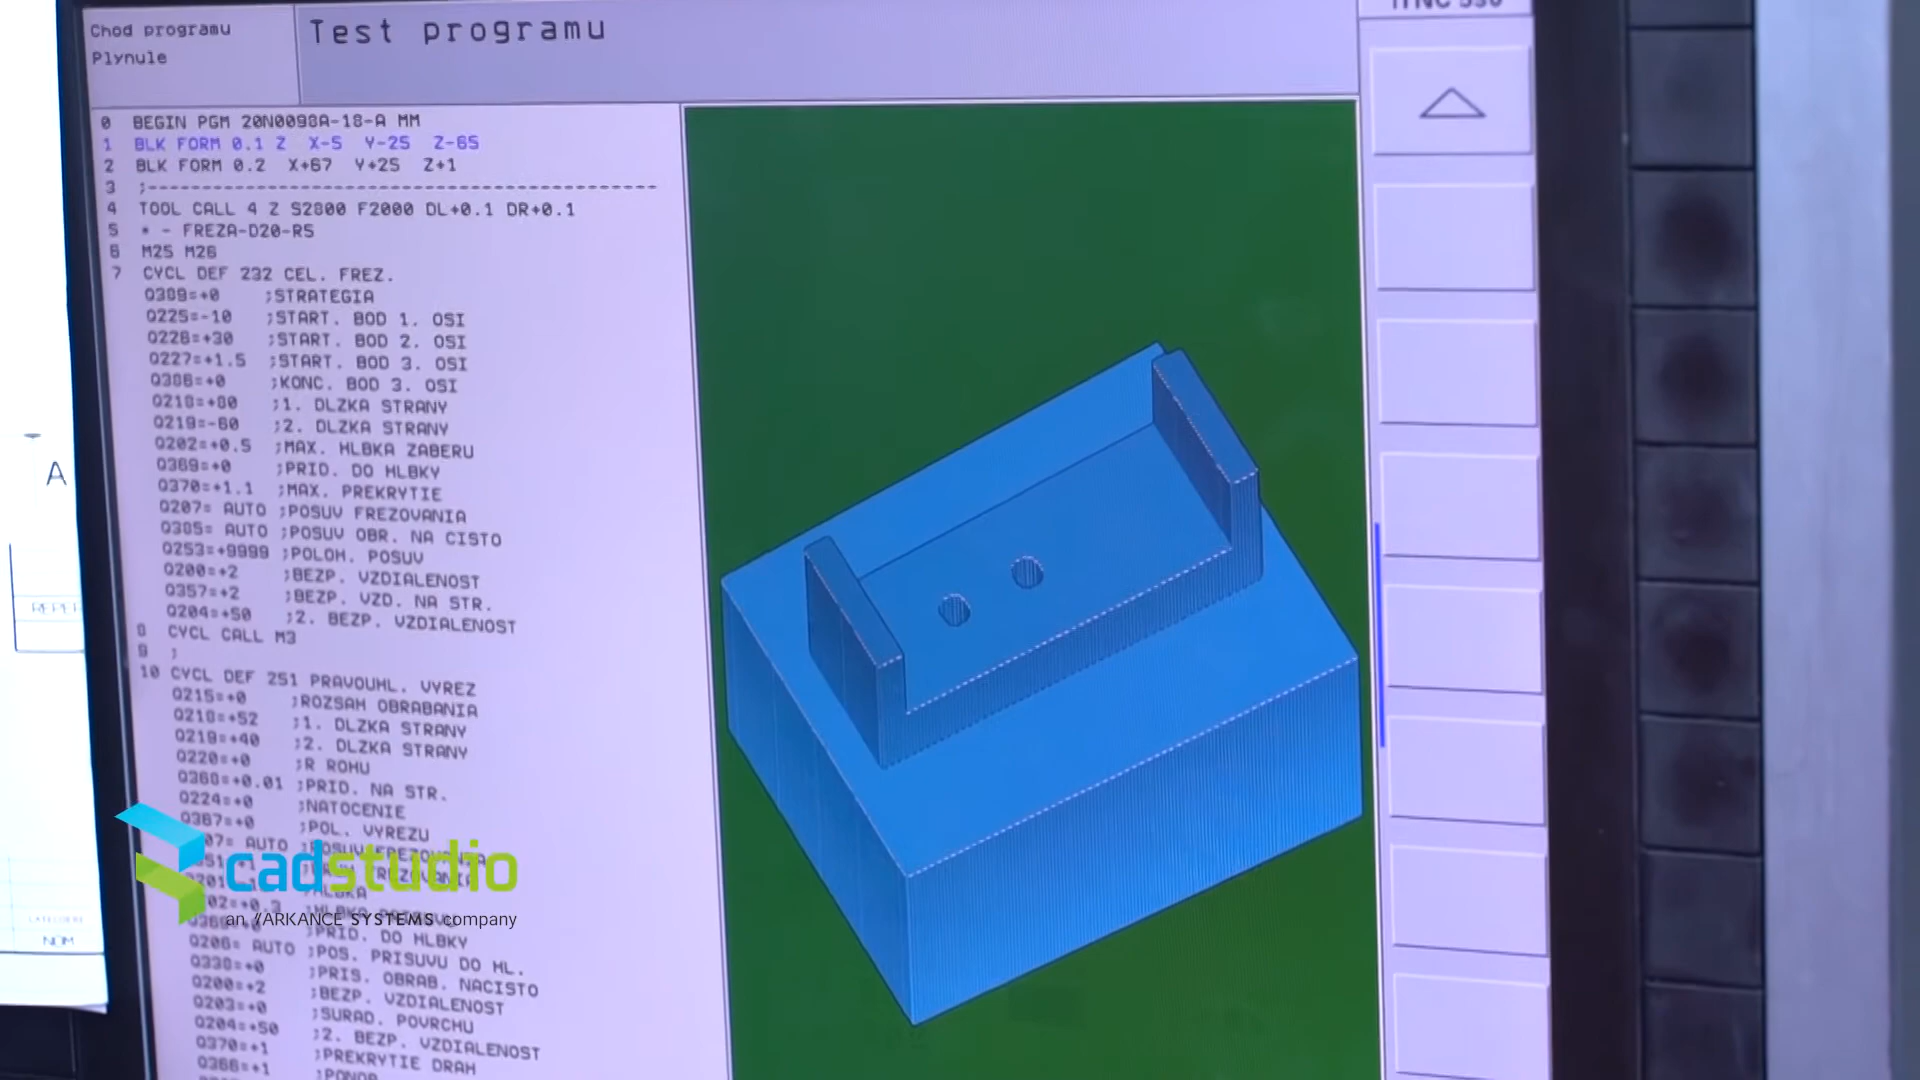 Chod programu
Plynule
Test programu
0 BEGIN PGM 20N0098A-18-A MM
1 BLK FORM 0.1 Z X-5 Y-25 Z-65
2 BLK FORM 0.2 X+67 Y+25 Z+1
3 ;-----------------------------------------------
4 TOOL CALL 4 Z S2800 F2000 DL+0.1 DR+0.1
5 * - FREZA-D20-R5
6 M25 M26
7 CYCL DEF 232 CEL. FREZ.
Q389=+0 ;STRATEGIA
Q225=-10 ;START. BOD 1. OSI
Q226=+30 ;START. BOD 2. OSI
Q227=+1.5 ;START. BOD 3. OSI
Q386=+0 ;KONC. BOD 3. OSI
Q218=+80 ;1. DLZKA STRANY
Q219=-60 ;2. DLZKA STRANY
Q202=+0.5 ;MAX. HLBKA ZABERU
Q369=+0 ;PRID. DO HLBKY
Q370=+1.1 ;MAX. PREKRYTIE
Q207= AUTO ;POSUV FREZOVANIA
Q385= AUTO ;POSUV OBR. NA CISTO
Q253=+9999 ;POLOH. POSUV
Q200=+2 ;BEZP. VZDIALENOST
Q357=+2 ;BEZP. VZD. NA STR.
Q204=+50 ;2. BEZP. VZDIALENOST
8 CYCL CALL M3
9 ;
10 CYCL DEF 251 PRAVOUHL. VYREZ
Q215=+0 ;ROZSAH OBRABANIA
Q218=+52 ;1. DLZKA STRANY
Q219=+40 ;2. DLZKA STRANY
Q220=+0 ;R ROHU
Q368=+0.01 ;PRID. NA STR.
Q224=+0 ;NATOCENIE
Q367=+0 ;POL. VYREZU
AUTO ;POSUV FREZOVANIA
;HLBKA
;PRID. DO HLBKY
Q206= AUTO ;POS. PRISUVU DO HL.
Q338=+0 ;PRIS. OBRAB. NACISTO
Q200=+2 ;BEZP. VZDIALENOST
Q203=+0 ;SURAD. POVRCHU
Q204=+50 ;2. BEZP. VZDIALENOST
Q370=+1 ;PREKRYTIE DRAH
Q366=+1 ;PONOR
cadstudio
an //ARKANCE SYSTEMS company
A
NOM